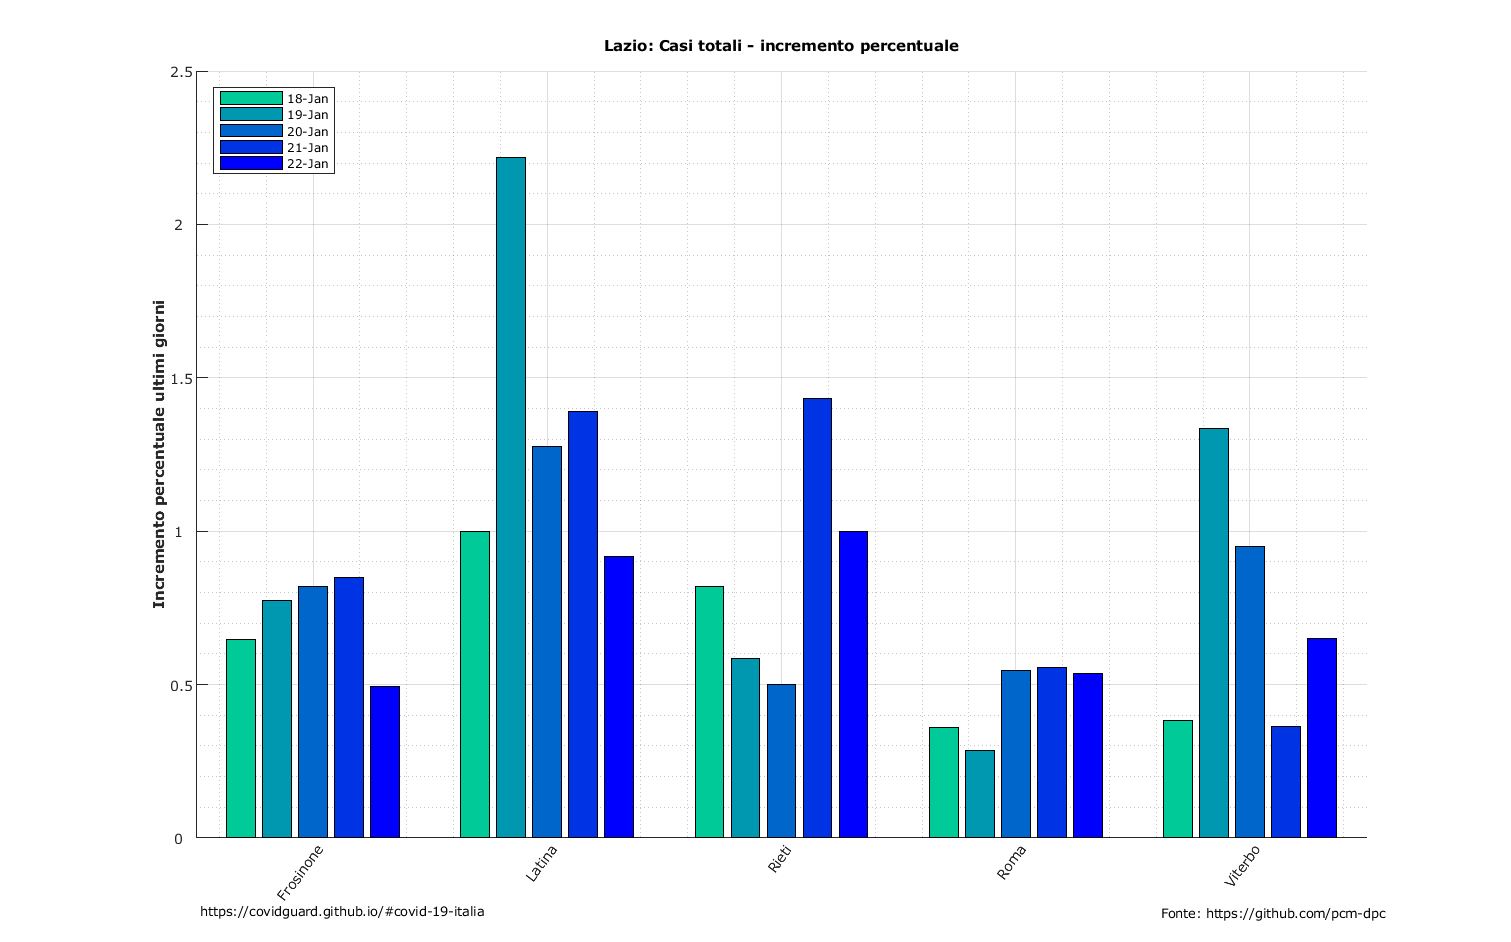 Lazio: Casi totali - incremento percentuale
18-Jan
19-Jan
20-Jan
21-Jan
22-Jan
Incremento percentuale ultimi giorni
2.5
2
1.5
1
0.5
0
Frosinone
Latina
Rieti
Roma
Viterbo
https://covidguard.github.io/#covid-19-italia
Fonte: https://github.com/pcm-dpc